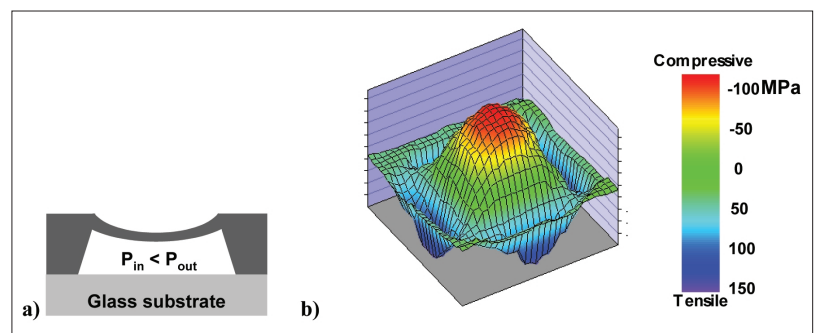 Compressive
-100 MPa
-50
0
50
100
150
Tensile
Pin < Pout
Glass substrate
a)
b)